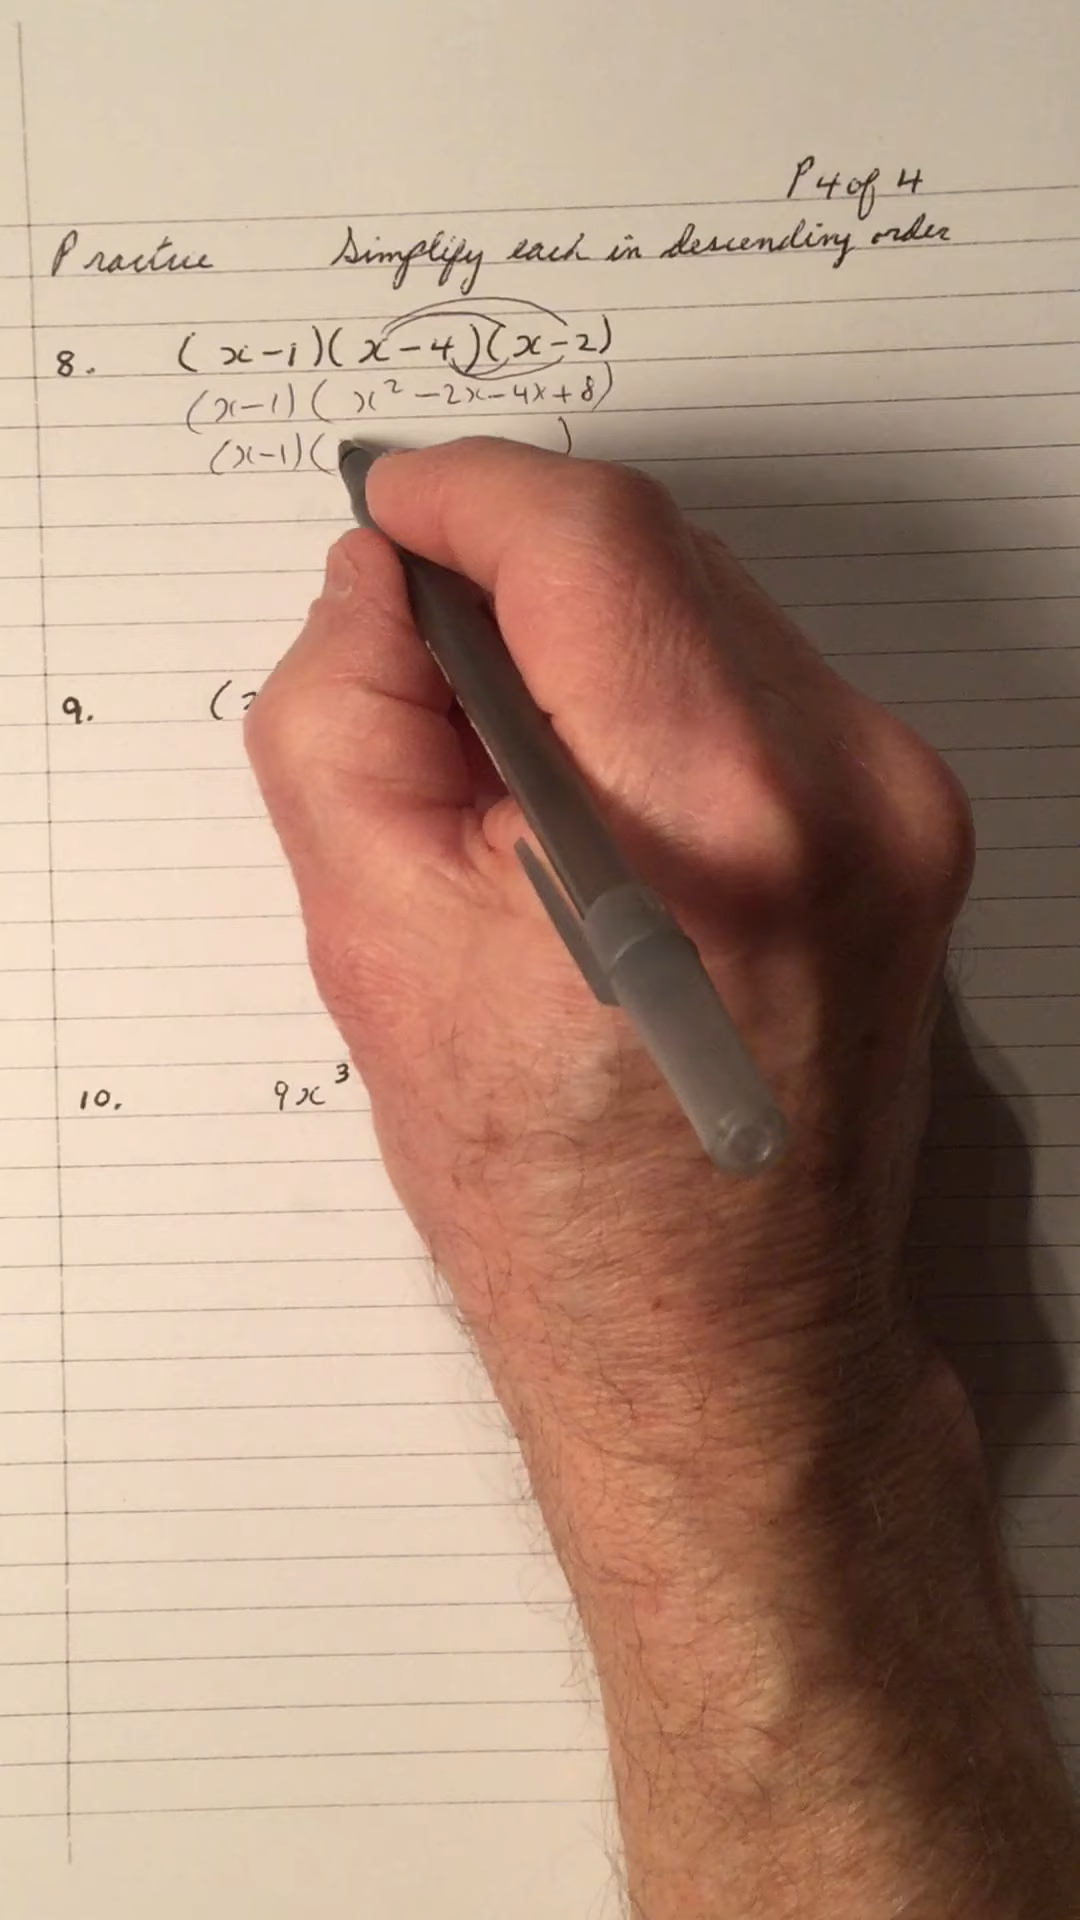 P 4 of 4
Practice Simplify each in descending order
8. (x-1)(x-4)(x-2)
(x-1)(x²-2x-4x+8)
(x-1)( )
9. (
10. 9x³